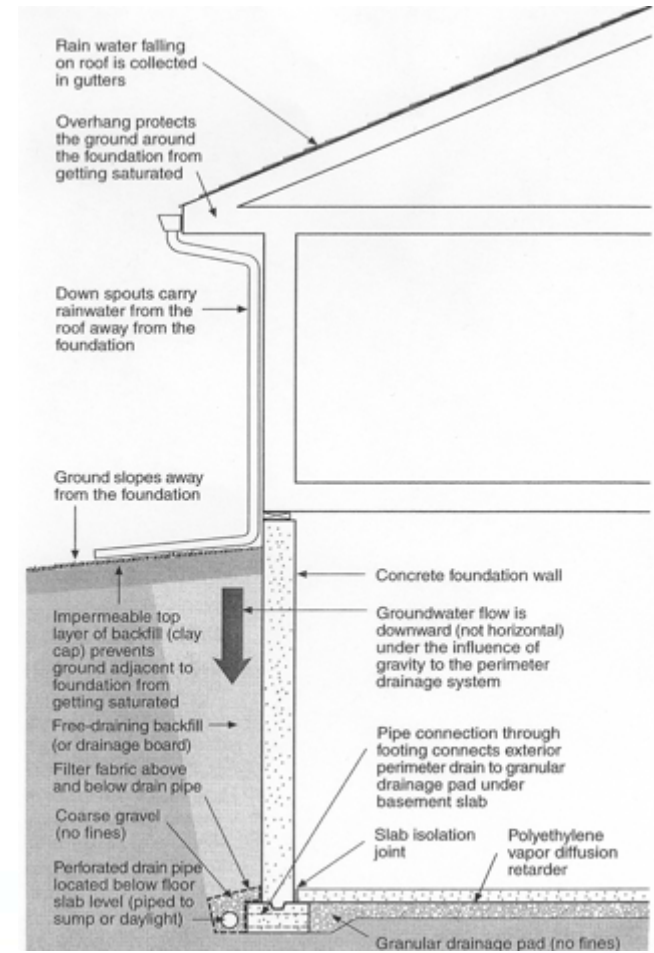 Rain water falling
on roof is collected
in gutters
Overhang protects
the ground around
the foundation from
getting saturated
Down spouts carry
rainwater from the
roof away from the
foundation
Ground slopes away
from the foundation
Concrete foundation wall
Impermeable top
layer of backfill (clay
cap) prevents
ground adjacent to
foundation from
getting saturated
Groundwater flow is
downward (not horizontal)
under the influence of
gravity to the perimeter
drainage system
Free-draining backfill
(or drainage board)
Pipe connection through
footing connects exterior
perimeter drain to granular
drainage pad under
basement slab
Filter fabric above
and below drain pipe
Coarse gravel
(no fines)
Slab isolation
joint
Polyethylene
vapor diffusion
retarder
Perforated drain pipe
located below floor
slab level (piped to
sump or daylight)
Granular drainage pad (no fines)